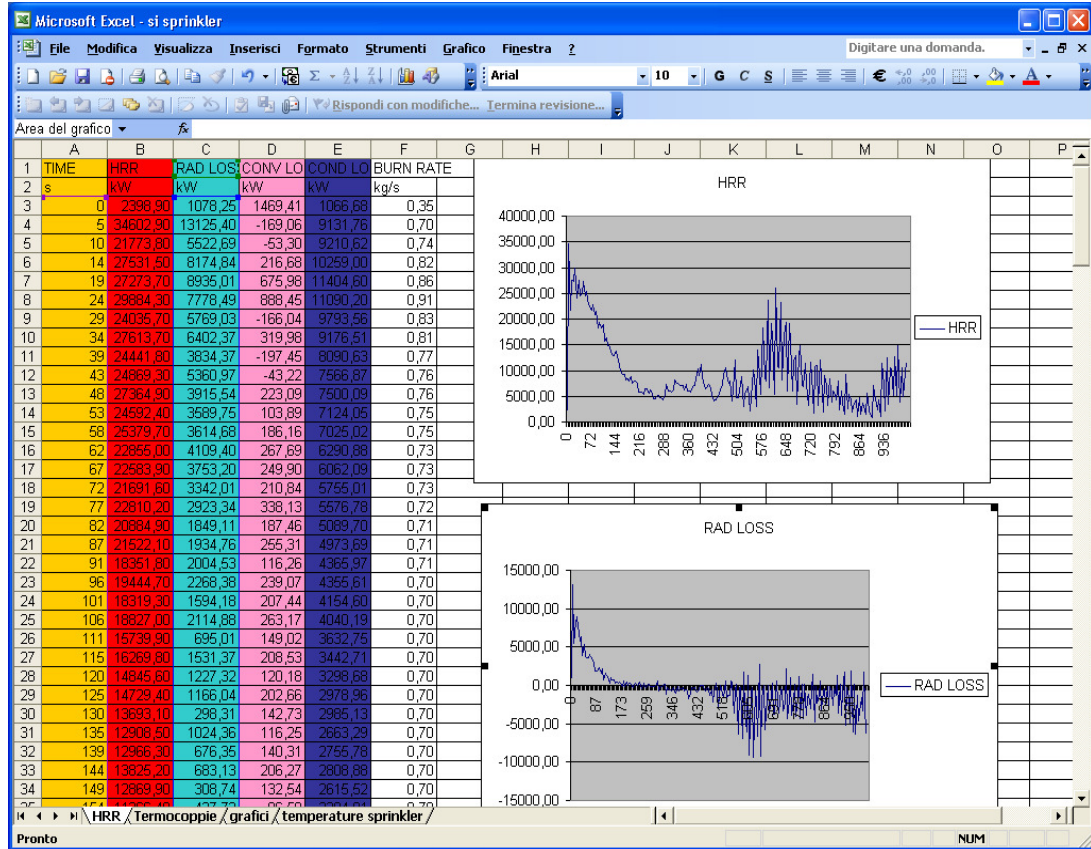 Microsoft Excel - si sprinkler
File Modifica Visualizza Inserisci Formato Strumenti Grafico Finestra ? Digitare una domanda.
Arial 10 G C S €
Rispondi con modifiche... Termina revisione...
Area del grafico fx
A B C D E F G H I J K L M N O P
1 TIME HRR RAD LOS CONV LO COND LO BURN RATE
2 s kW kW kW kW kg/s
3 0 2398,90 1078,25 1469,41 1066,68 0,35
4 5 34602,90 13125,40 -169,06 9131,76 0,70
5 10 21773,80 5522,69 -53,30 9210,62 0,74
6 14 27531,50 8174,84 216,68 10259,00 0,82
7 19 27273,70 8935,01 675,98 11404,60 0,86
8 24 29884,30 7778,49 888,45 11090,20 0,91
9 29 24035,70 5769,03 -166,04 9793,56 0,83
10 34 27613,70 6402,37 319,98 9176,51 0,81
11 39 24441,60 3834,37 -197,45 8090,63 0,77
12 43 24869,30 5360,97 -43,22 7566,87 0,76
13 48 27364,90 3915,54 223,09 7500,09 0,76
14 53 24592,40 3589,75 103,89 7124,05 0,75
15 58 25379,70 3614,68 186,16 7025,02 0,75
16 62 22855,00 4109,40 267,69 6290,88 0,73
17 67 22583,90 3753,20 249,90 6062,09 0,73
18 72 21691,60 3342,01 210,84 5755,01 0,73
19 77 22810,20 2923,34 338,13 5576,78 0,72
20 82 20884,90 1849,11 187,46 5089,70 0,71
21 87 21522,10 1934,76 255,31 4973,69 0,71
22 91 18351,80 2004,53 116,26 4365,97 0,71
23 96 19444,70 2268,38 239,07 4355,61 0,70
24 101 18319,30 1594,18 207,44 4154,60 0,70
25 106 18827,00 2114,88 263,17 4040,19 0,70
26 111 15739,90 695,01 149,02 3632,75 0,70
27 115 16269,80 1531,37 208,53 3442,71 0,70
28 120 14845,60 1227,32 120,18 3298,68 0,70
29 125 14729,40 1166,04 202,66 2978,96 0,70
30 130 13693,10 298,31 142,73 2985,13 0,70
31 135 12908,50 1024,36 116,25 2663,29 0,70
32 139 12966,30 676,35 140,31 2755,78 0,70
33 144 13825,20 683,13 206,27 2808,88 0,70
34 149 12869,90 308,74 132,54 2615,52 0,70
HRR
40000,00
35000,00
30000,00
25000,00
20000,00
15000,00
10000,00
5000,00
0,00
0 72 144 216 288 360 432 504 576 648 720 792 864 936
HRR
RAD LOSS
15000,00
10000,00
5000,00
0,00
-5000,00
-10000,00
-15000,00
0 87 173 259 346 432 518
RAD LOSS
HRR Termocoppie grafici temperature sprinkler
Pronto NUM